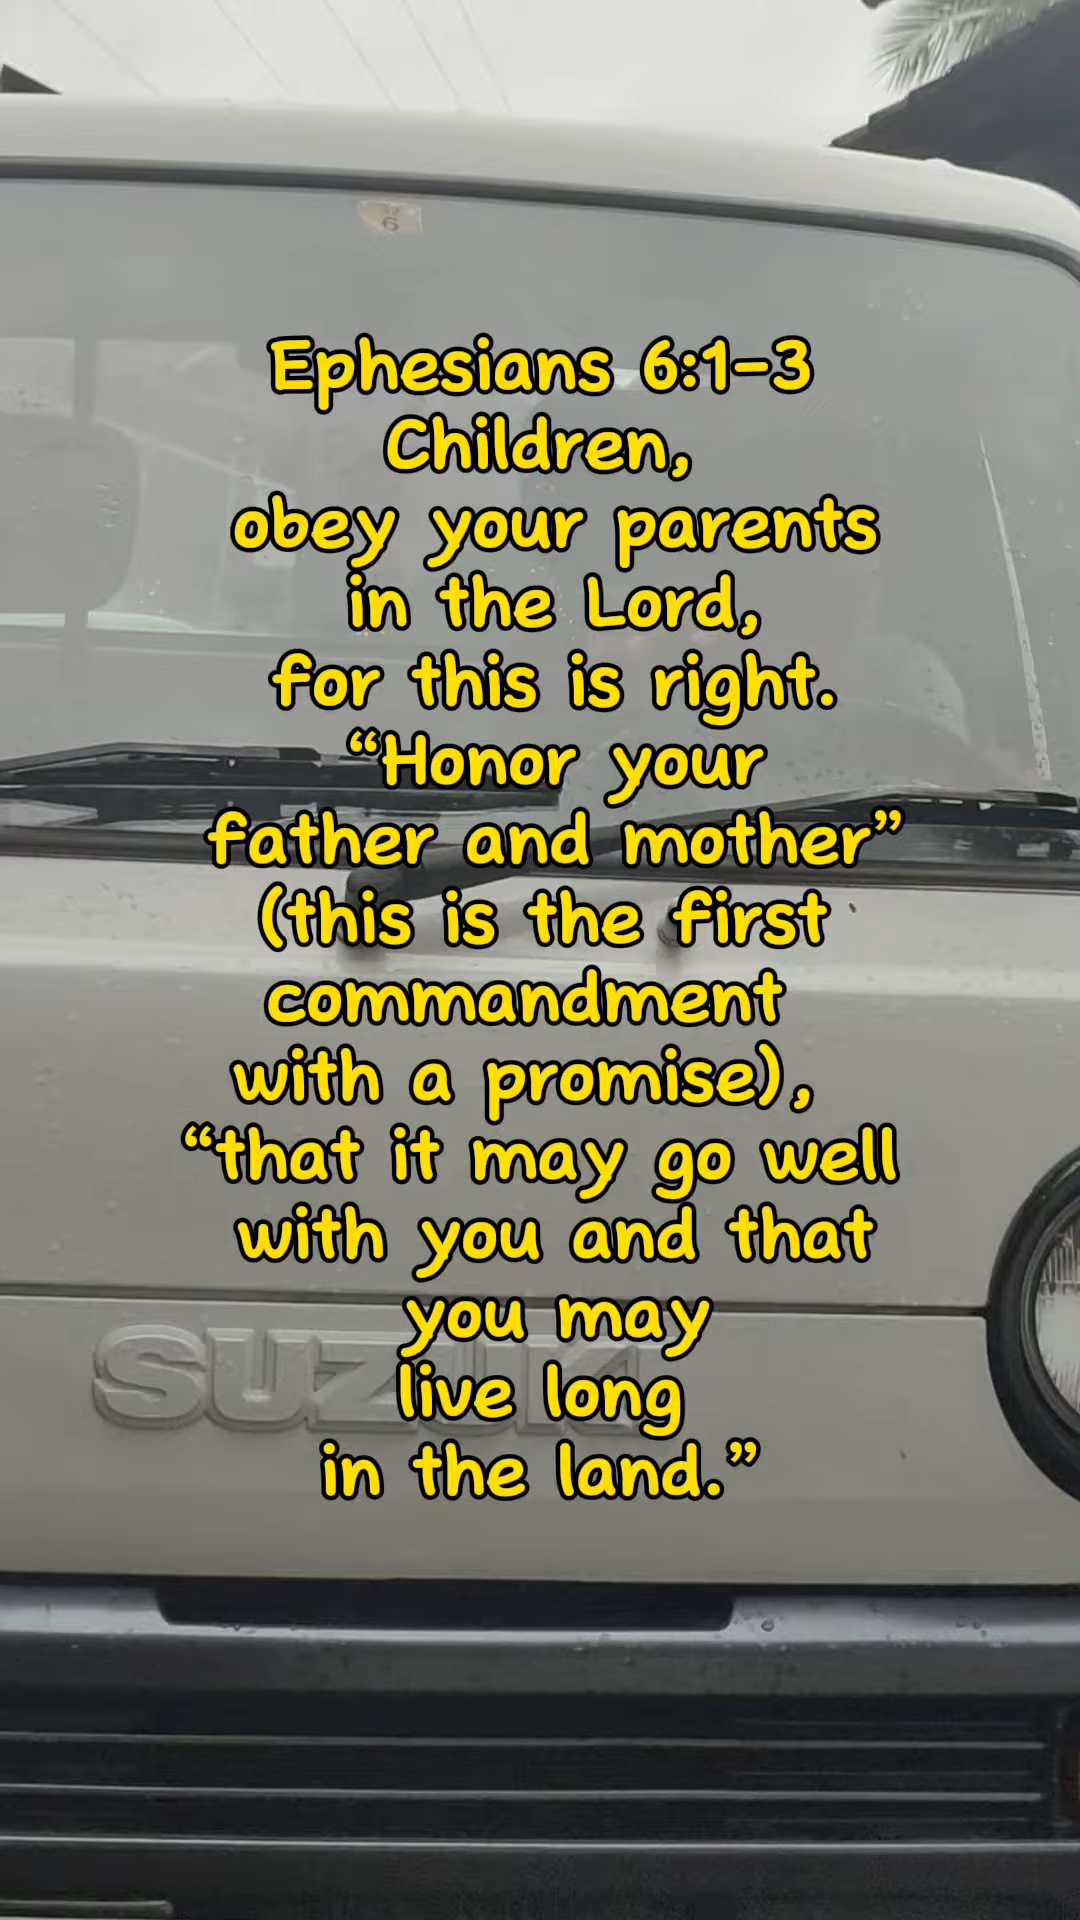 6
Ephesians 6:1-3
Children,
obey your parents
in the Lord,
for this is right.
“Honor your
father and mother”
(this is the first
commandment
with a promise),
“that it may go well
with you and that
you may
live long
in the land.”
SUZUKI